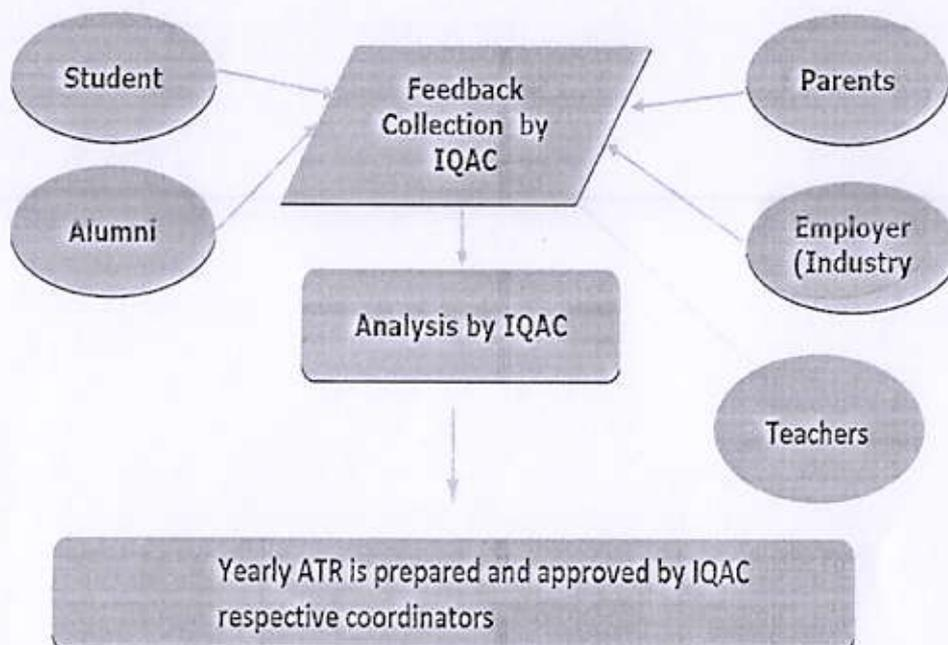 Student
Feedback
Collection by
IQAC
Parents
Alumni
Employer
(Industry
Analysis by IQAC
Teachers
Yearly ATR is prepared and approved by IQAC
respective coordinators